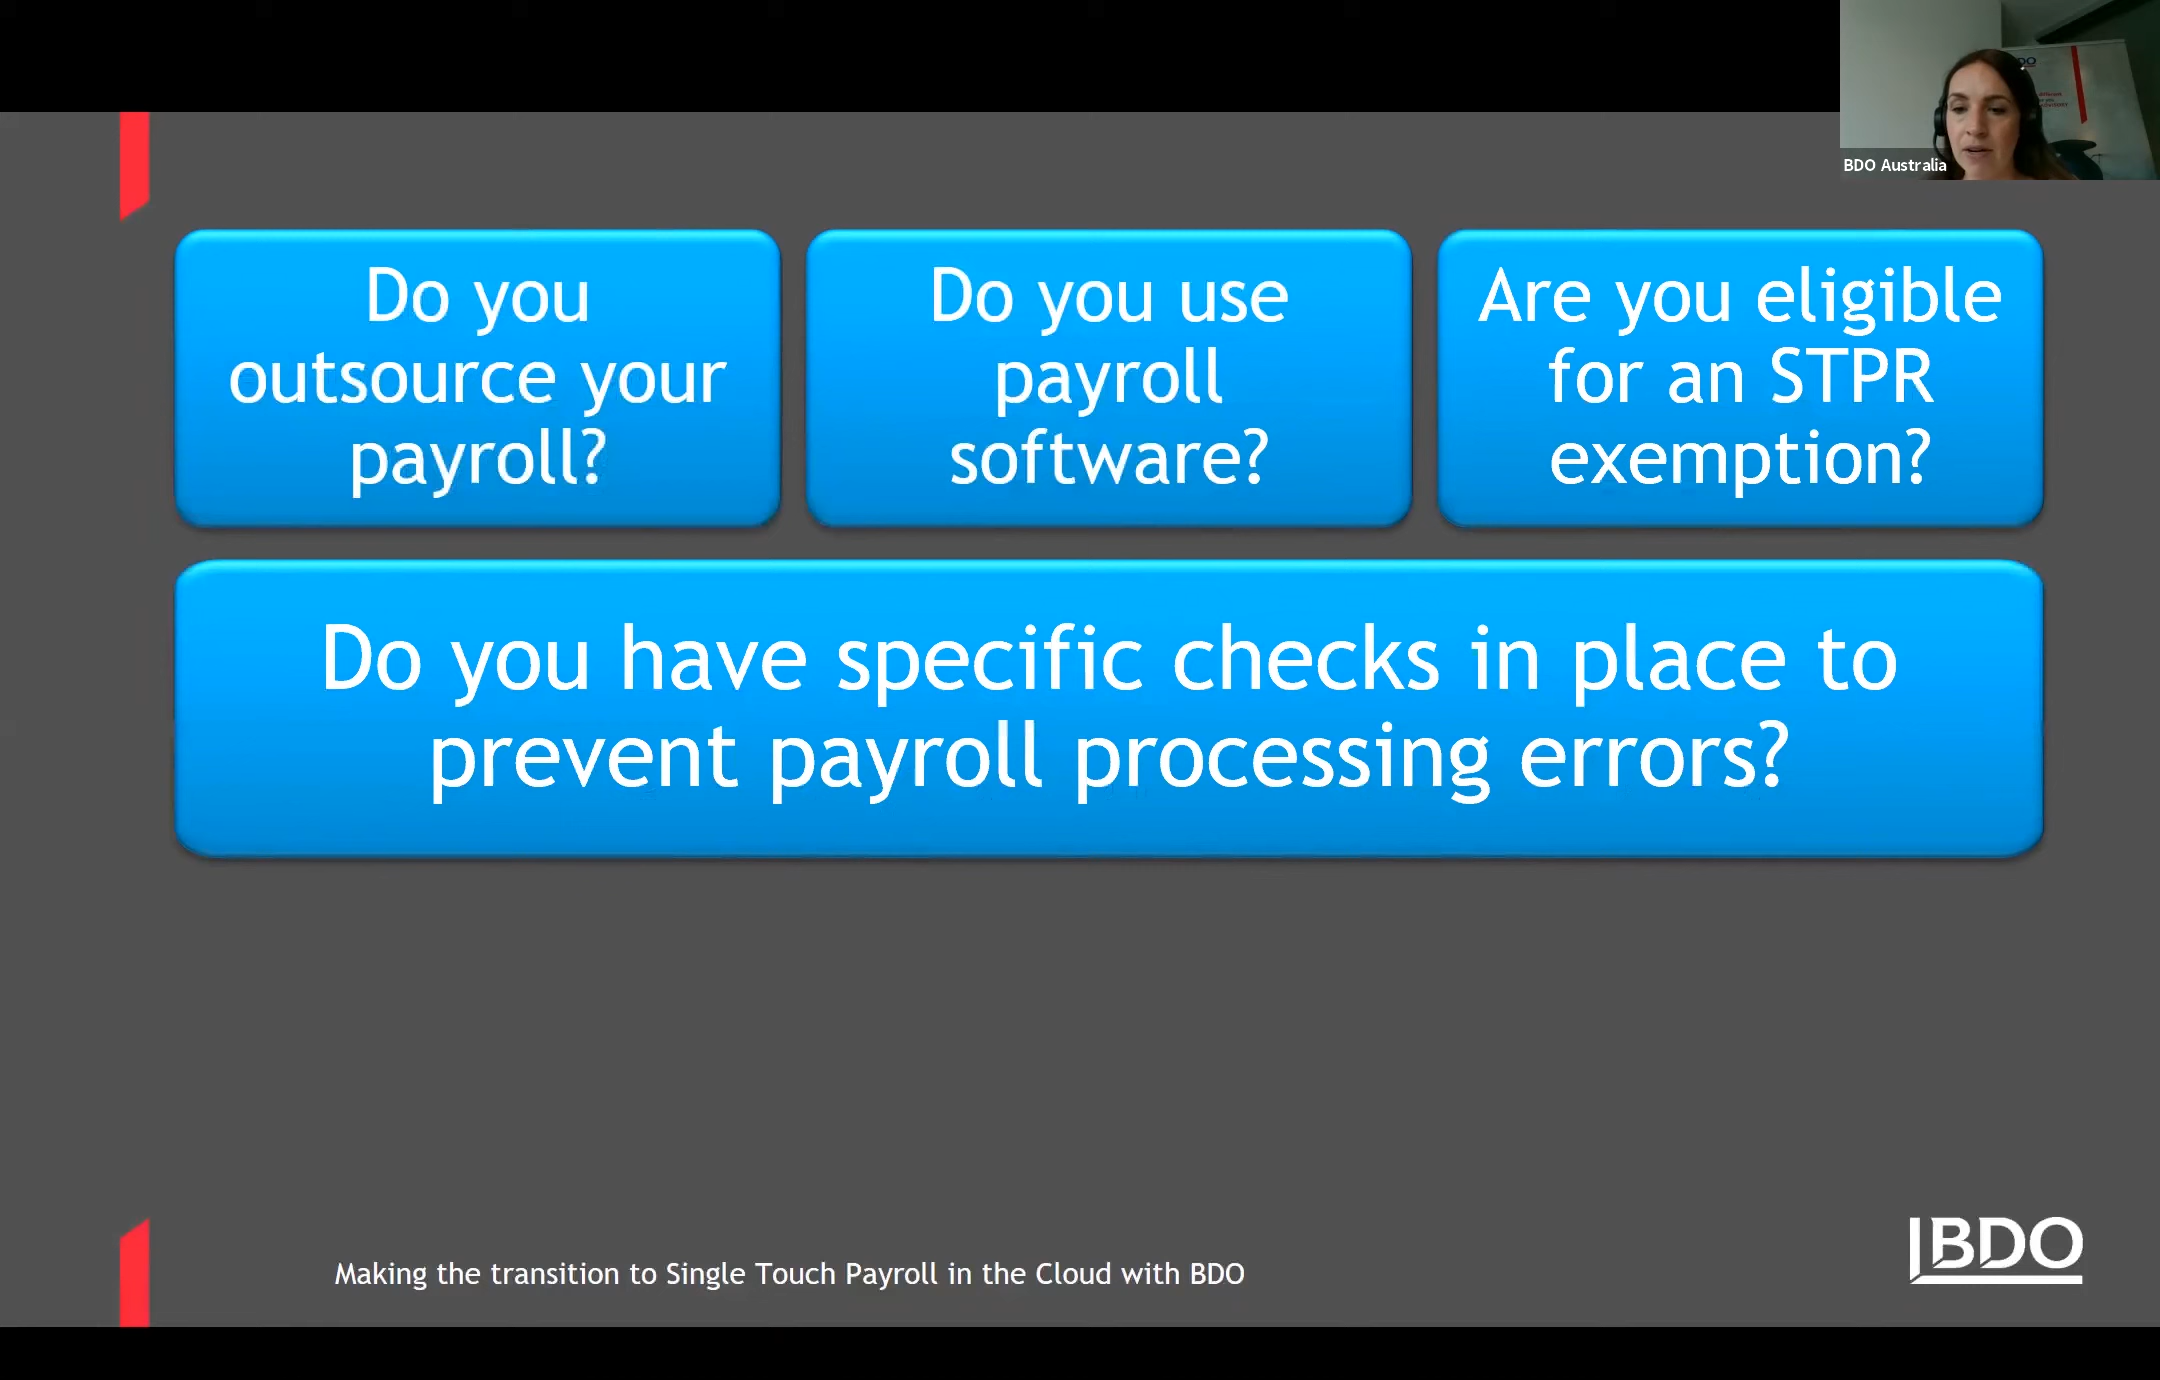 BDO Australia
Do you
outsource your
payroll?
Do you use
payroll
software?
Are you eligible
for an STPR
exemption?
Do you have specific checks in place to
prevent payroll processing errors?
Making the transition to Single Touch Payroll in the Cloud with BDO
BDO